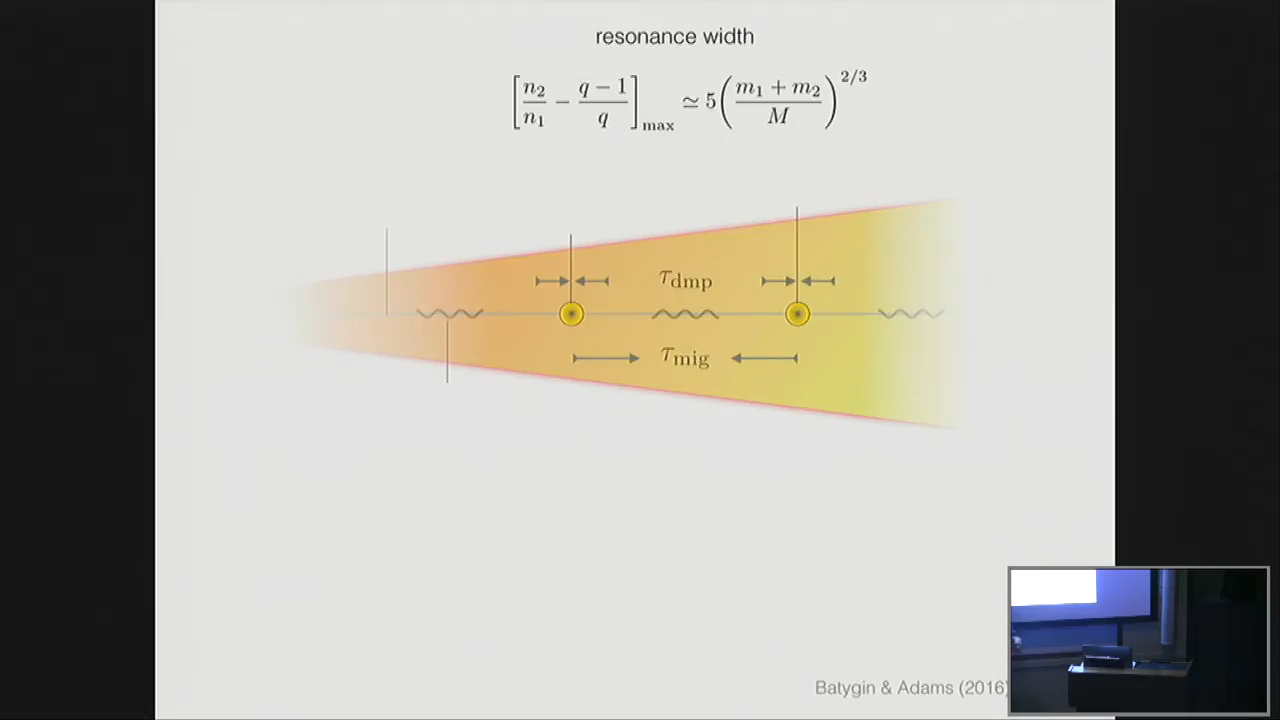 resonance width
[n₂/n₁ − (q − 1)/q]max ≃ 5((m₁ + m₂)/M)^{2/3}
τdmp
τmig
Batygin & Adams (2016)